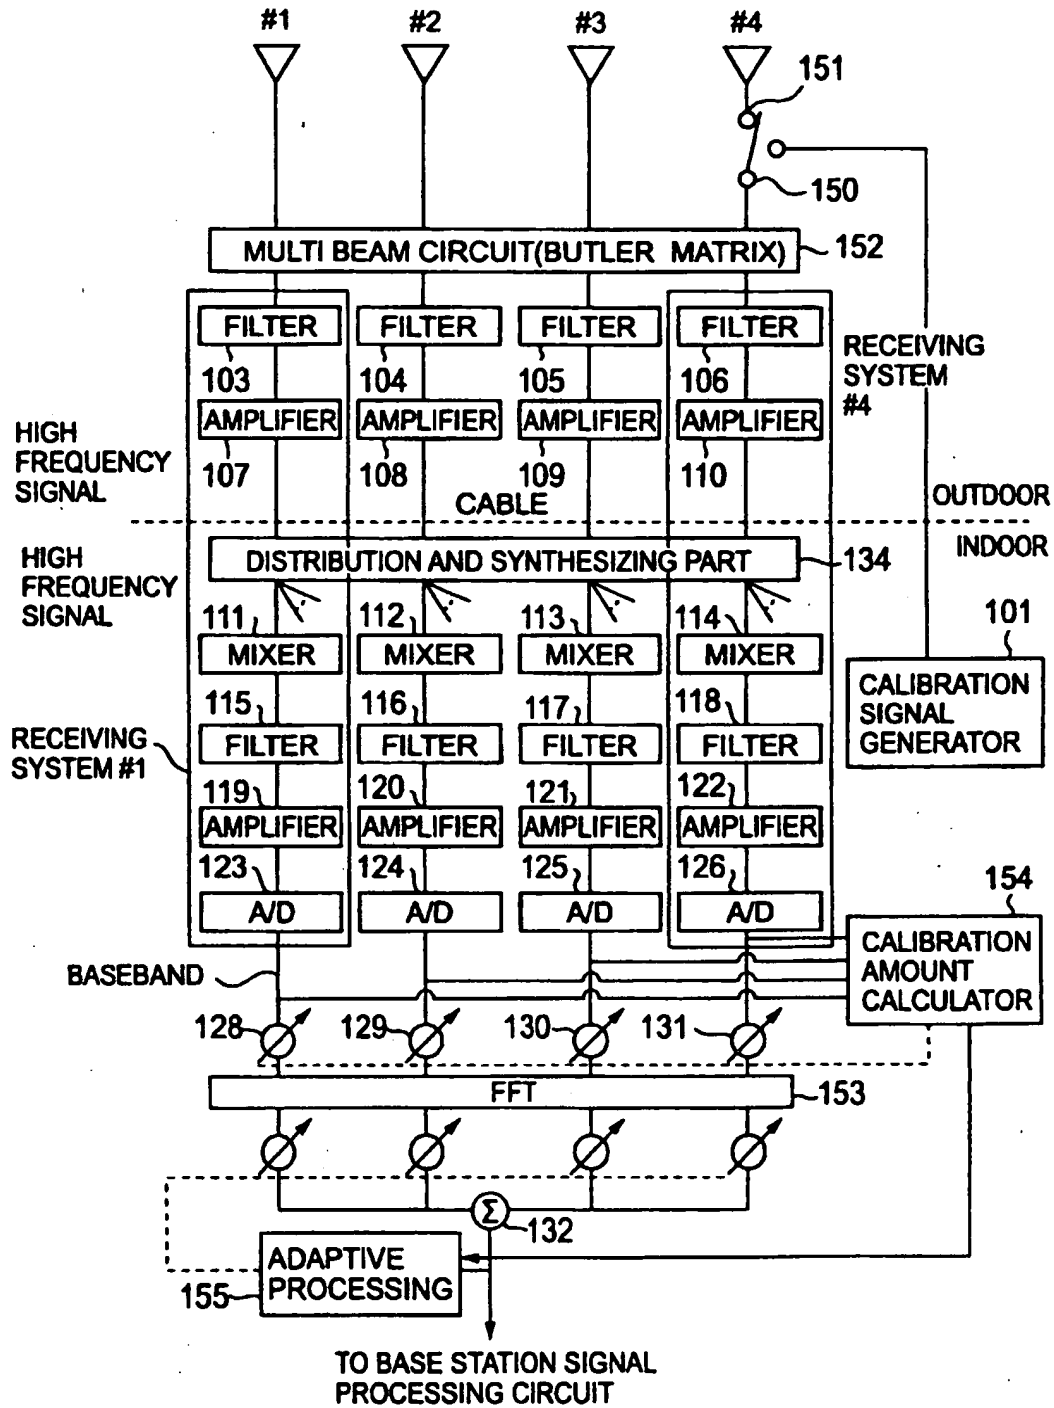 #1 #2 #3 #4
151
150
MULTI BEAM CIRCUIT(BUTLER MATRIX)
152
FILTER FILTER FILTER FILTER
103 104 105 106
RECEIVING
SYSTEM
#4
AMPLIFIER AMPLIFIER AMPLIFIER AMPLIFIER
107 108 109 110
HIGH
FREQUENCY
SIGNAL
CABLE
OUTDOOR
INDOOR
HIGH
FREQUENCY
SIGNAL
DISTRIBUTION AND SYNTHESIZING PART
134
111 112 113 114
MIXER MIXER MIXER MIXER
101
CALIBRATION
SIGNAL
GENERATOR
115 116 117 118
FILTER FILTER FILTER FILTER
RECEIVING
SYSTEM #1
119 120 121 122
AMPLIFIER AMPLIFIER AMPLIFIER AMPLIFIER
123 124 125 126
A/D A/D A/D A/D
154
CALIBRATION
AMOUNT
CALCULATOR
BASEBAND
128 129 130 131
FFT
153
Σ
132
ADAPTIVE
PROCESSING
155
TO BASE STATION SIGNAL
PROCESSING CIRCUIT